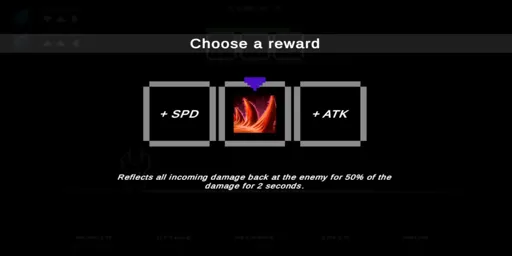 Choose a reward
+ SPD
+ ATK
Reflects all incoming damage back at the enemy for 50% of the
damage for 2 seconds.